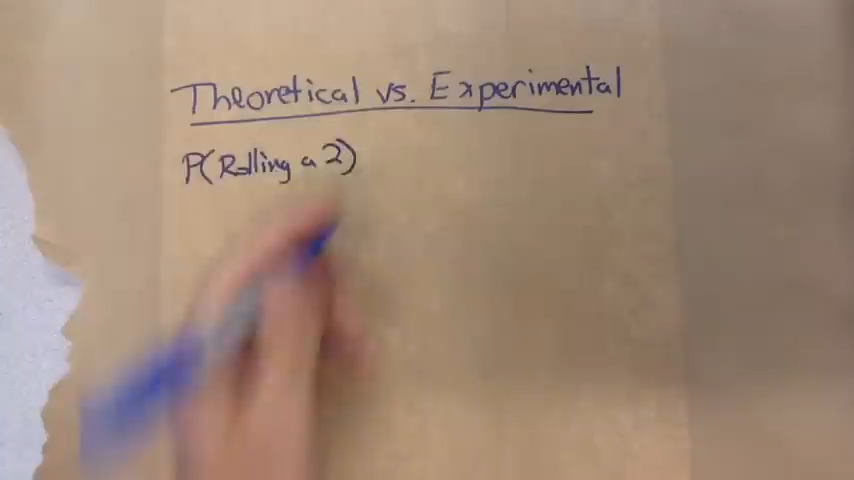 Theoretical vs. Experimental
P(Rolling a 2)